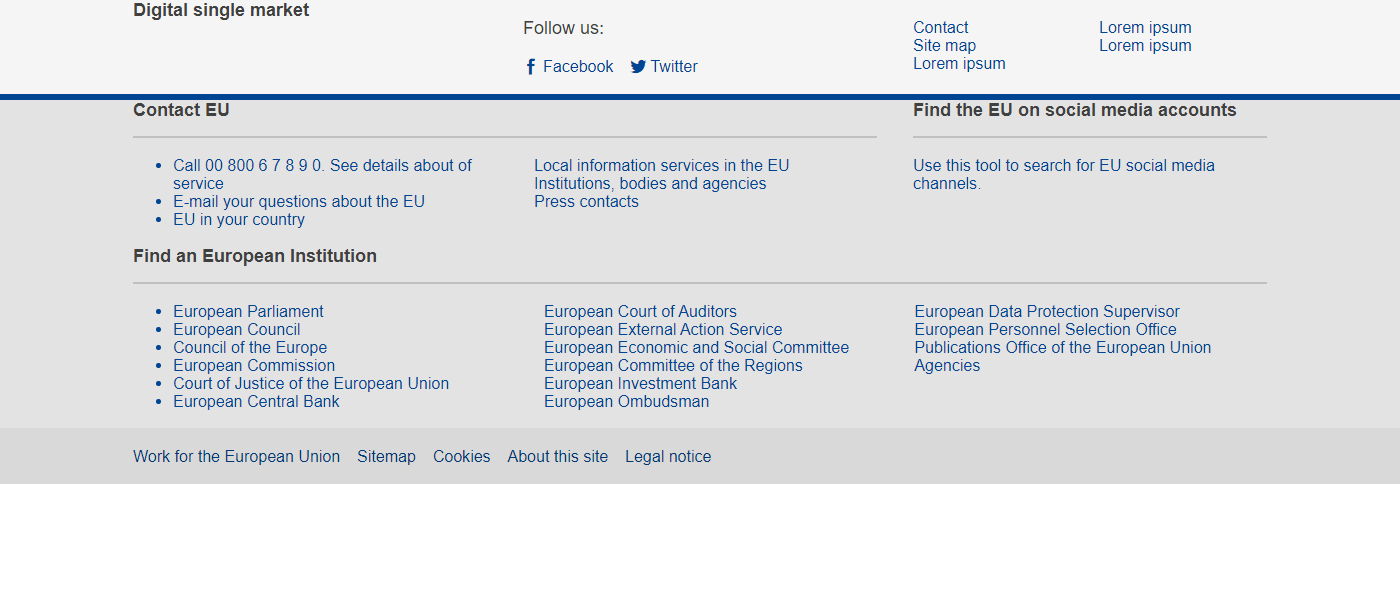 Digital single market
Follow us:
Facebook Twitter
Contact
Site map
Lorem ipsum
Lorem ipsum
Lorem ipsum
Contact EU
Call 00 800 6 7 8 9 0. See details about of
service
E-mail your questions about the EU
EU in your country
Local information services in the EU
Institutions, bodies and agencies
Press contacts
Find the EU on social media accounts
Use this tool to search for EU social media
channels.
Find an European Institution
European Parliament
European Council
Council of the Europe
European Commission
Court of Justice of the European Union
European Central Bank
European Court of Auditors
European External Action Service
European Economic and Social Committee
European Committee of the Regions
European Investment Bank
European Ombudsman
European Data Protection Supervisor
European Personnel Selection Office
Publications Office of the European Union
Agencies
Work for the European Union Sitemap Cookies About this site Legal notice